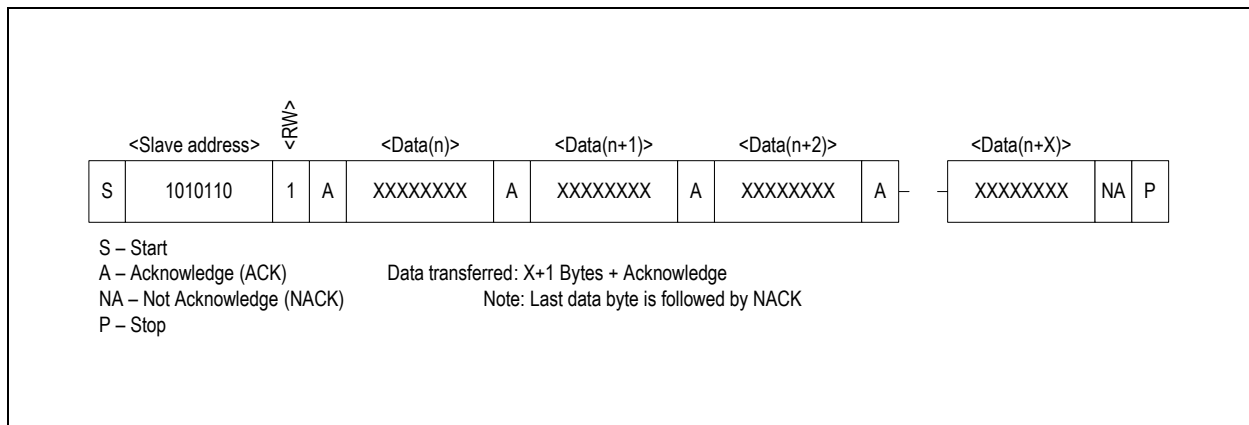 <RW>
<Slave address> <Data(n)> <Data(n+1)> <Data(n+2)> <Data(n+X)>
S 1010110 1 A XXXXXXXX A XXXXXXXX A XXXXXXXX A XXXXXXXX NA P
S – Start
A – Acknowledge (ACK) Data transferred: X+1 Bytes + Acknowledge
NA – Not Acknowledge (NACK) Note: Last data byte is followed by NACK
P – Stop